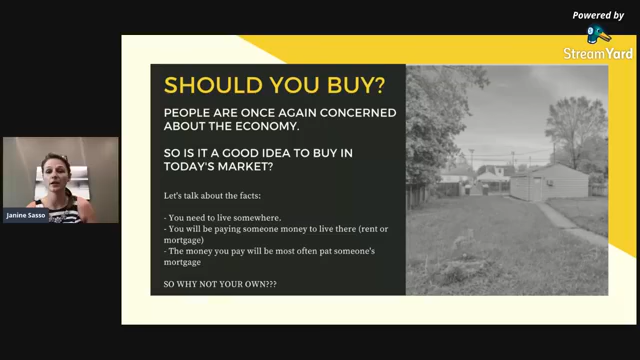 Powered by
StreamYard
SHOULD YOU BUY?
PEOPLE ARE ONCE AGAIN CONCERNED
ABOUT THE ECONOMY.
SO IS IT A GOOD IDEA TO BUY IN
TODAY'S MARKET?
Let's talk about the facts:
- You need to live somewhere.
- You will be paying someone money to live there (rent or
mortgage)
- The money you pay will be most often pat someone's
mortgage
SO WHY NOT YOUR OWN???
Janine Sasso